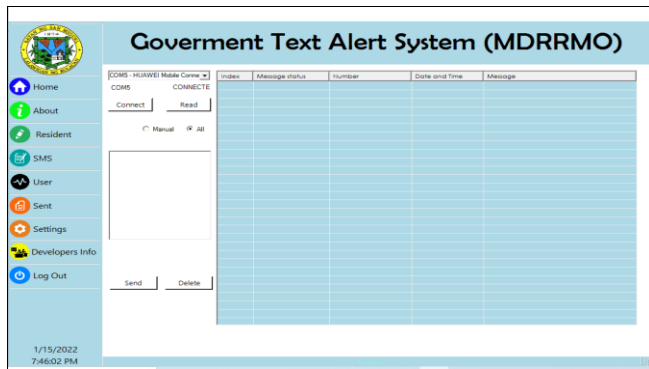 Goverment Text Alert System (MDRRMO)
Home
About
Resident
SMS
User
Sent
Settings
Developers Info
Log Out
1/15/2022
7:46:02 PM
COM5 - HUAWEI Mobile Conne
COM5 CONNECTE
Connect Read
Manual All
Send Delete
Index Message status Number Date and Time Message